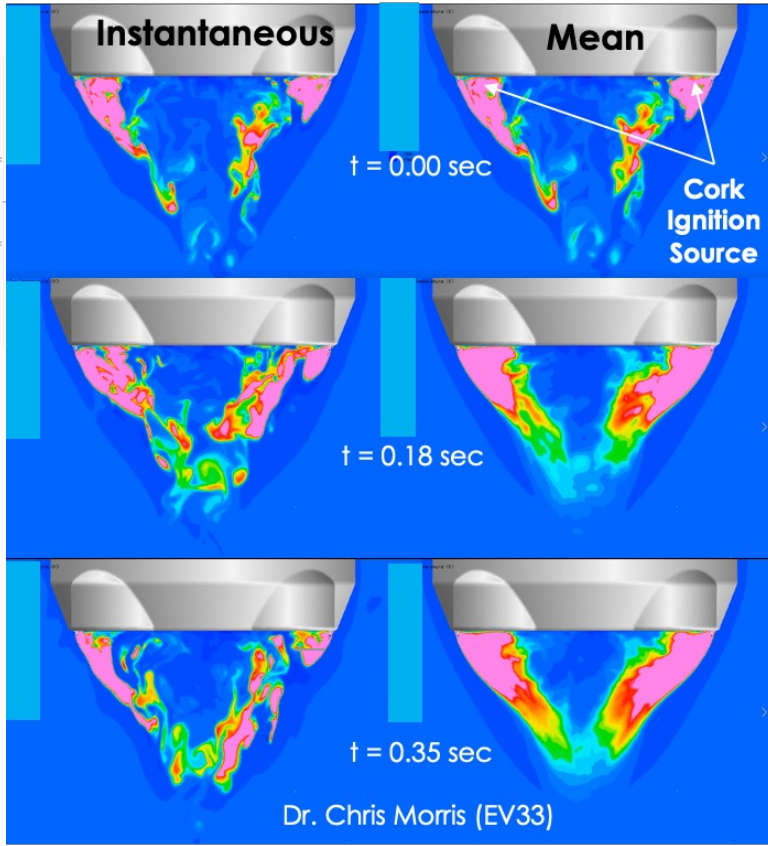 Instantaneous
Mean
t = 0.00 sec
Cork
Ignition
Source
t = 0.18 sec
t = 0.35 sec
Dr. Chris Morris (EV33)